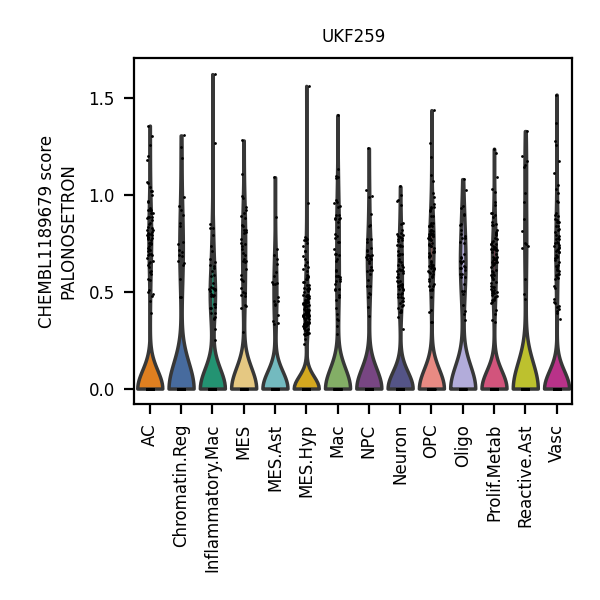 UKF259
CHEMBL1189679 score
PALONOSETRON
1.5
1.0
0.5
0.0
AC
Chromatin.Reg
Inflammatory.Mac
MES
MES.Ast
MES.Hyp
Mac
NPC
Neuron
OPC
Oligo
Prolif.Metab
Reactive.Ast
Vasc